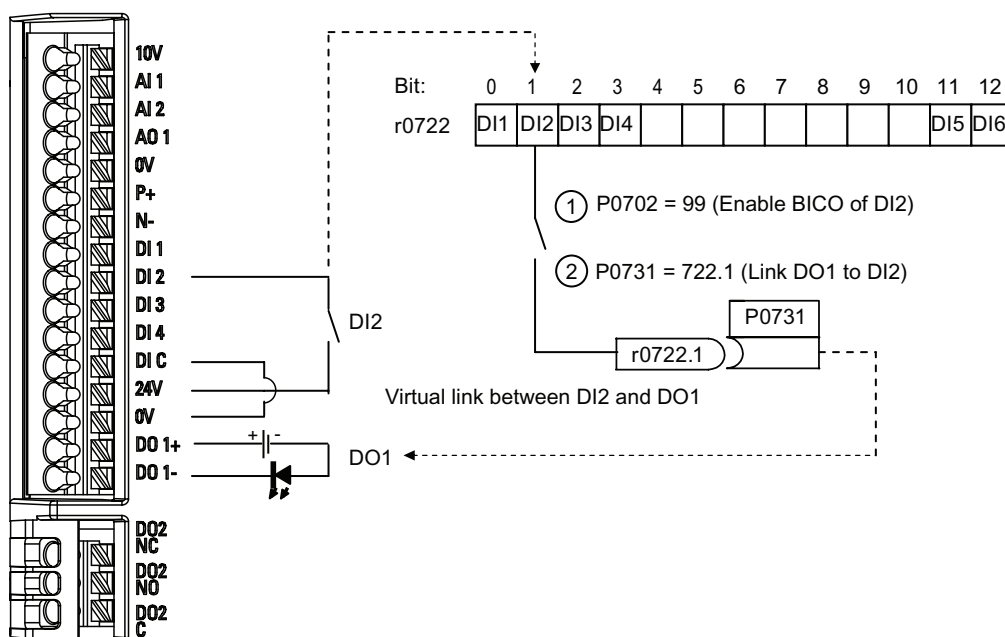 10V
AI 1
AI 2
AO 1
0V
P+
N-
DI 1
DI 2
DI 3
DI 4
DI C
24V
0V
DO 1+
DO 1-
DO2
NC
DO2
NO
DO2
C
DI2
+ -
DO1
Bit: 0 1 2 3 4 5 6 7 8 9 10 11 12
r0722 DI1 DI2 DI3 DI4 DI5 DI6
1 P0702 = 99 (Enable BICO of DI2)
2 P0731 = 722.1 (Link DO1 to DI2)
P0731
r0722.1
Virtual link between DI2 and DO1